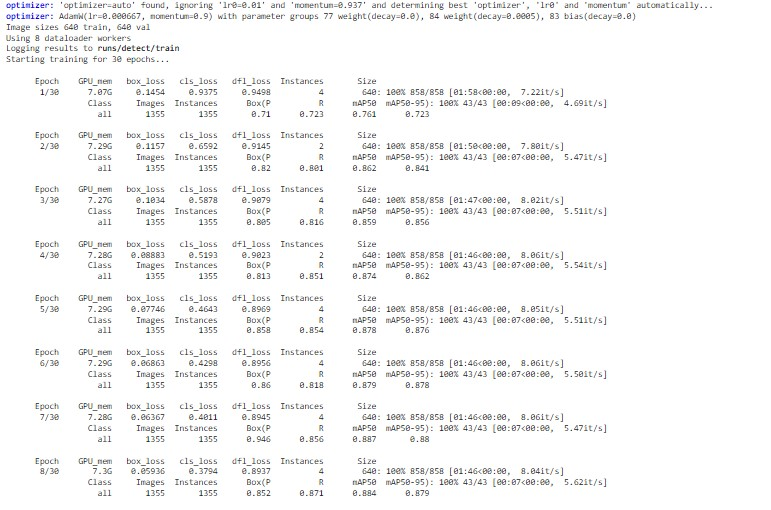 optimizer: 'optimizer=auto' found, ignoring 'lr0=0.01' and 'momentum=0.937' and determining best 'optimizer', 'lr0' and 'momentum' automatically...
optimizer: AdamW(lr=0.000667, momentum=0.9) with parameter groups 77 weight(decay=0.0), 84 weight(decay=0.0005), 83 bias(decay=0.0)
Image sizes 640 train, 640 val
Using 8 dataloader workers
Logging results to runs/detect/train
Starting training for 30 epochs...
Epoch GPU_mem box_loss cls_loss dfl_loss Instances Size
1/30 7.07G 0.1454 0.9375 0.9498 4 640: 100% 858/858 [01:58<00:00, 7.22it/s]
Class Images Instances Box(P R mAP50 mAP50-95): 100% 43/43 [00:09<00:00, 4.69it/s]
all 1355 1355 0.71 0.723 0.761 0.723
Epoch GPU_mem box_loss cls_loss dfl_loss Instances Size
2/30 7.29G 0.1157 0.6592 0.9145 2 640: 100% 858/858 [01:50<00:00, 7.80it/s]
Class Images Instances Box(P R mAP50 mAP50-95): 100% 43/43 [00:07<00:00, 5.47it/s]
all 1355 1355 0.82 0.801 0.862 0.841
Epoch GPU_mem box_loss cls_loss dfl_loss Instances Size
3/30 7.27G 0.1034 0.5878 0.9079 4 640: 100% 858/858 [01:47<00:00, 8.02it/s]
Class Images Instances Box(P R mAP50 mAP50-95): 100% 43/43 [00:07<00:00, 5.51it/s]
all 1355 1355 0.805 0.816 0.859 0.856
Epoch GPU_mem box_loss cls_loss dfl_loss Instances Size
4/30 7.28G 0.08883 0.5193 0.9023 2 640: 100% 858/858 [01:46<00:00, 8.06it/s]
Class Images Instances Box(P R mAP50 mAP50-95): 100% 43/43 [00:07<00:00, 5.54it/s]
all 1355 1355 0.813 0.851 0.874 0.862
Epoch GPU_mem box_loss cls_loss dfl_loss Instances Size
5/30 7.29G 0.07746 0.4643 0.8969 4 640: 100% 858/858 [01:46<00:00, 8.05it/s]
Class Images Instances Box(P R mAP50 mAP50-95): 100% 43/43 [00:07<00:00, 5.51it/s]
all 1355 1355 0.858 0.854 0.878 0.876
Epoch GPU_mem box_loss cls_loss dfl_loss Instances Size
6/30 7.29G 0.06863 0.4298 0.8956 4 640: 100% 858/858 [01:46<00:00, 8.06it/s]
Class Images Instances Box(P R mAP50 mAP50-95): 100% 43/43 [00:07<00:00, 5.50it/s]
all 1355 1355 0.86 0.818 0.879 0.878
Epoch GPU_mem box_loss cls_loss dfl_loss Instances Size
7/30 7.28G 0.06367 0.4011 0.8945 4 640: 100% 858/858 [01:46<00:00, 8.06it/s]
Class Images Instances Box(P R mAP50 mAP50-95): 100% 43/43 [00:07<00:00, 5.47it/s]
all 1355 1355 0.946 0.856 0.887 0.88
Epoch GPU_mem box_loss cls_loss dfl_loss Instances Size
8/30 7.3G 0.05936 0.3794 0.8937 4 640: 100% 858/858 [01:46<00:00, 8.04it/s]
Class Images Instances Box(P R mAP50 mAP50-95): 100% 43/43 [00:07<00:00, 5.62it/s]
all 1355 1355 0.852 0.871 0.884 0.879